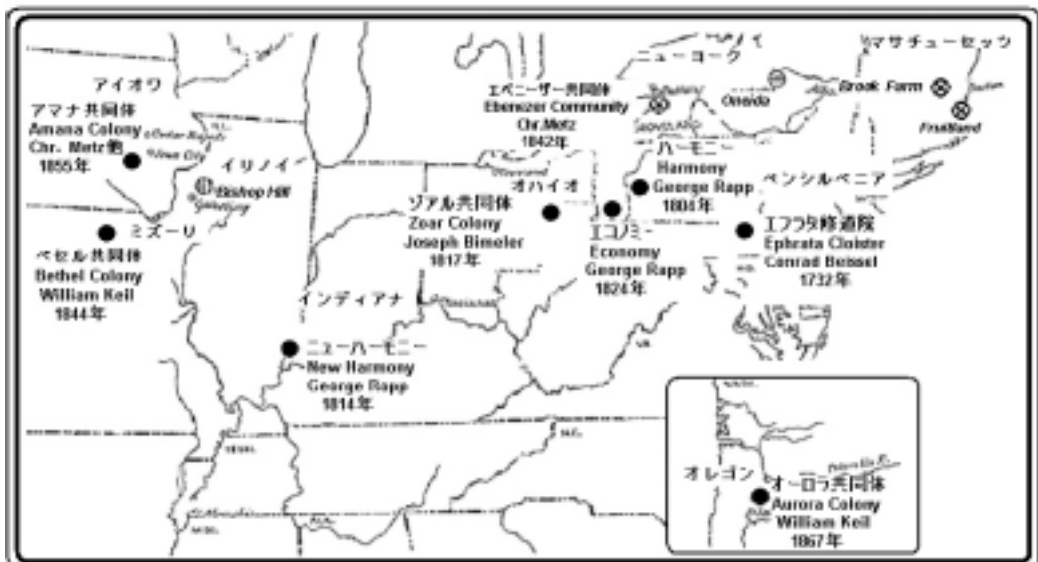 アイオワ
アマナ共同体
Amana Colony
Chr. Metz他
1855年
Iowa City
イリノイ
Bishop Hill
ミズーリ
ベセル共同体
Bethel Colony
William Keil
1844年
インディアナ
ニューハーモニー
New Harmony
George Rapp
1814年
オハイオ
ゾアル共同体
Zoar Colony
Joseph Bimeler
1817年
エベニーザー共同体
Ebenezer Community
Chr.Metz
1842年
ニューヨーク
Oneida
マサチューセッツ
Brook Farm
Fruitland
ハーモニー
Harmony
George Rapp
1804年
エコノミー
Economy
George Rapp
1824年
ペンシルベニア
エフラタ修道院
Ephrata Cloister
Conrad Beissel
1732年
オレゴン
オーロラ共同体
Aurora Colony
William Keil
1867年